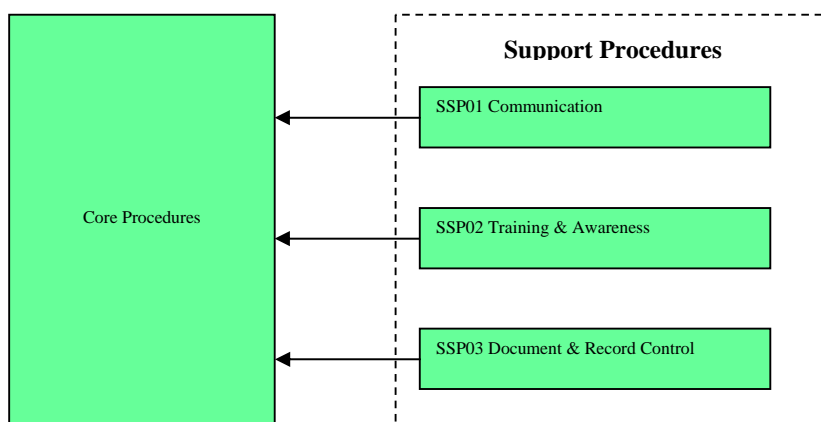 Support Procedures
SSP01 Communication
Core Procedures
SSP02 Training & Awareness
SSP03 Document & Record Control